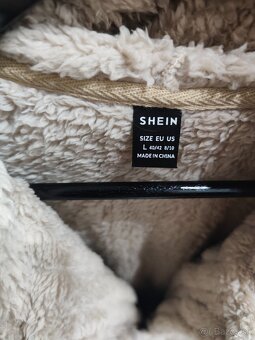 SHEIN
SIZE EU US
L 40/42 8/10
MADE IN CHINA